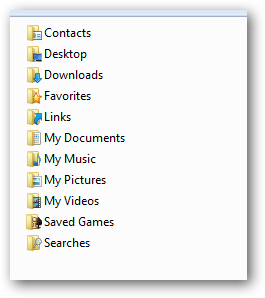 Contacts
Desktop
Downloads
Favorites
Links
My Documents
My Music
My Pictures
My Videos
Saved Games
Searches